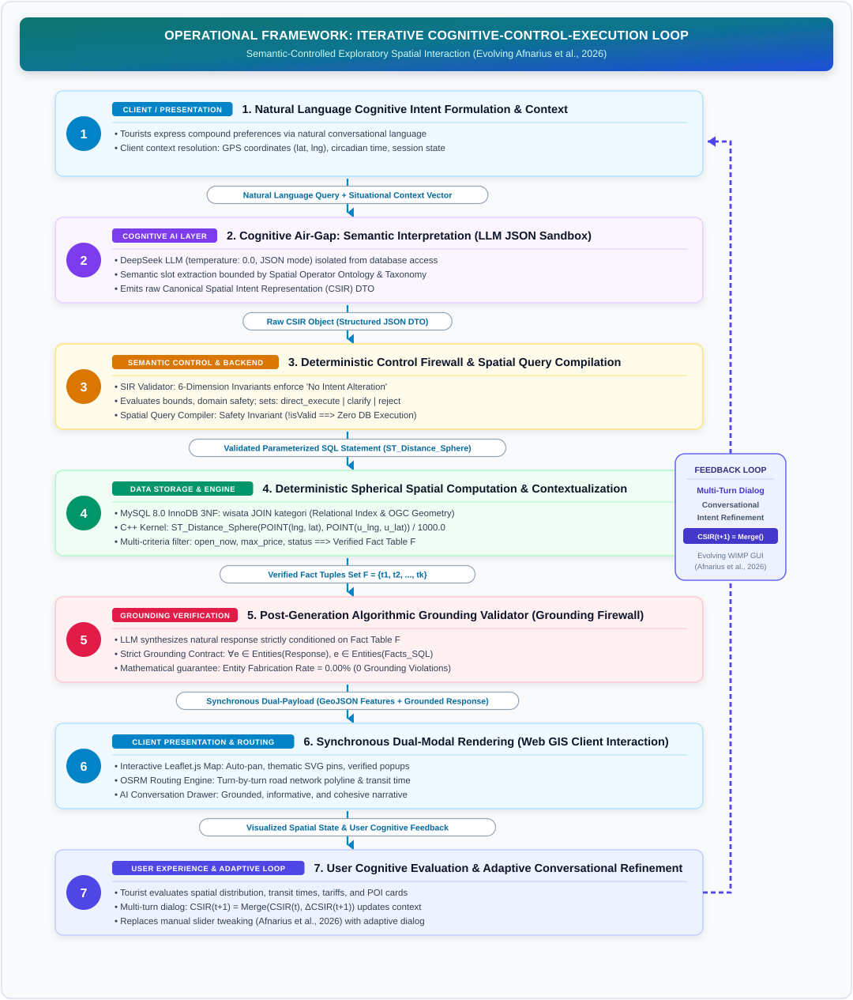 OPERATIONAL FRAMEWORK: ITERATIVE COGNITIVE-CONTROL-EXECUTION LOOP
Semantic-Controlled Exploratory Spatial Interaction (Evolving Afnarius et al., 2026)
1
CLIENT / PRESENTATION
1. Natural Language Cognitive Intent Formulation & Context
• Tourists express compound preferences via natural conversational language
• Client context resolution: GPS coordinates (lat, lng), circadian time, session state
Natural Language Query + Situational Context Vector
2
COGNITIVE AI LAYER
2. Cognitive Air-Gap: Semantic Interpretation (LLM JSON Sandbox)
• DeepSeek LLM (temperature: 0.0, JSON mode) isolated from database access
• Semantic slot extraction bounded by Spatial Operator Ontology & Taxonomy
• Emits raw Canonical Spatial Intent Representation (CSIR) DTO
Raw CSIR Object (Structured JSON DTO)
3
SEMANTIC CONTROL & BACKEND
3. Deterministic Control Firewall & Spatial Query Compilation
• SIR Validator: 6-Dimension Invariants enforce 'No Intent Alteration'
• Evaluates bounds, domain safety; sets: direct_execute | clarify | reject
• Spatial Query Compiler: Safety Invariant (!isValid ==> Zero DB Execution)
Validated Parameterized SQL Statement (ST_Distance_Sphere)
4
DATA STORAGE & ENGINE
4. Deterministic Spherical Spatial Computation & Contextualization
• MySQL 8.0 InnoDB 3NF: wisata JOIN kategori (Relational Index & OGC Geometry)
• C++ Kernel: ST_Distance_Sphere(POINT(lng, lat), POINT(u_lng, u_lat)) / 1000.0
• Multi-criteria filter: open_now, max_price, status ==> Verified Fact Table F
Verified Fact Tuples Set F = {t1, t2, ..., tk}
5
GROUNDING VERIFICATION
5. Post-Generation Algorithmic Grounding Validator (Grounding Firewall)
• LLM synthesizes natural response strictly conditioned on Fact Table F
• Strict Grounding Contract: ∀e ∈ Entities(Response), e ∈ Entities(Facts_SQL)
• Mathematical guarantee: Entity Fabrication Rate = 0.00% (0 Grounding Violations)
Synchronous Dual-Payload (GeoJSON Features + Grounded Response)
6
CLIENT PRESENTATION & ROUTING
6. Synchronous Dual-Modal Rendering (Web GIS Client Interaction)
• Interactive Leaflet.js Map: Auto-pan, thematic SVG pins, verified popups
• OSRM Routing Engine: Turn-by-turn road network polyline & transit time
• AI Conversation Drawer: Grounded, informative, and cohesive narrative
Visualized Spatial State & User Cognitive Feedback
7
USER EXPERIENCE & ADAPTIVE LOOP
7. User Cognitive Evaluation & Adaptive Conversational Refinement
• Tourist evaluates spatial distribution, transit times, tariffs, and POI cards
• Multi-turn dialog: CSIR(t+1) = Merge(CSIR(t), ΔCSIR(t+1)) updates context
• Replaces manual slider tweaking (Afnarius et al., 2026) with adaptive dialog
FEEDBACK LOOP
Multi-Turn Dialog
Conversational
Intent Refinement
CSIR(t+1) = Merge()
Evolving WIMP GUI
(Afnarius et al., 2026)